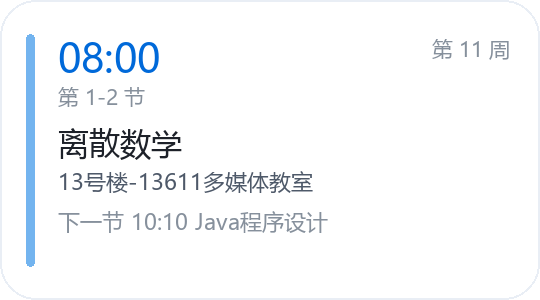 08:00
第 11 周
第 1-2 节
离散数学
13号楼-13611多媒体教室
下一节 10:10 Java程序设计